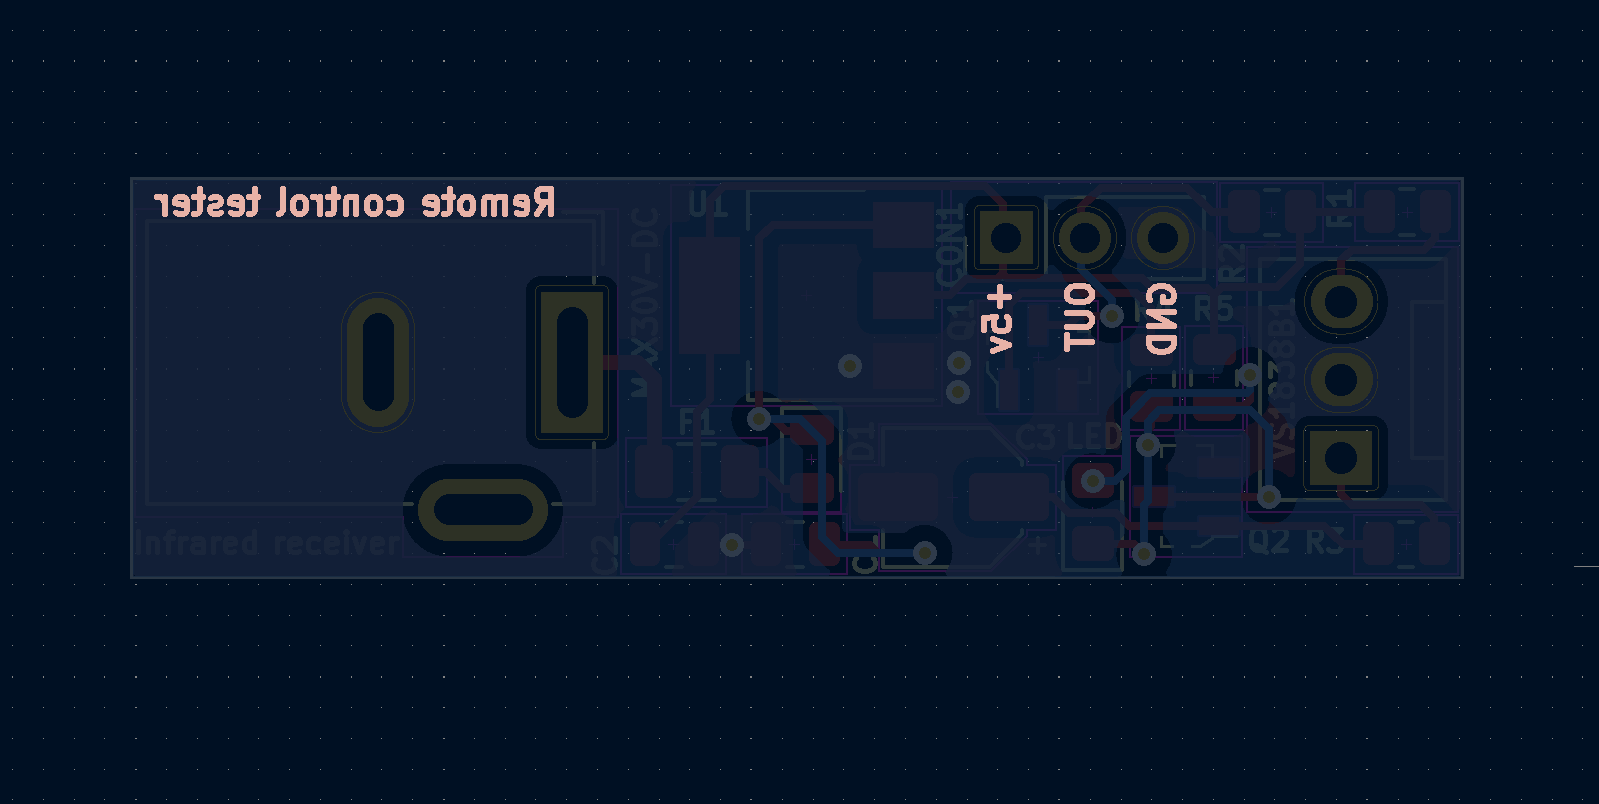 Remote control tester
U1
MAX30V-DC
CON1
Q1
+5v
OUT
GND
R2
R1
R5
VS1838B1
F1
D1
C3
LED
Infrared receiver
C2
+
Q2
R3